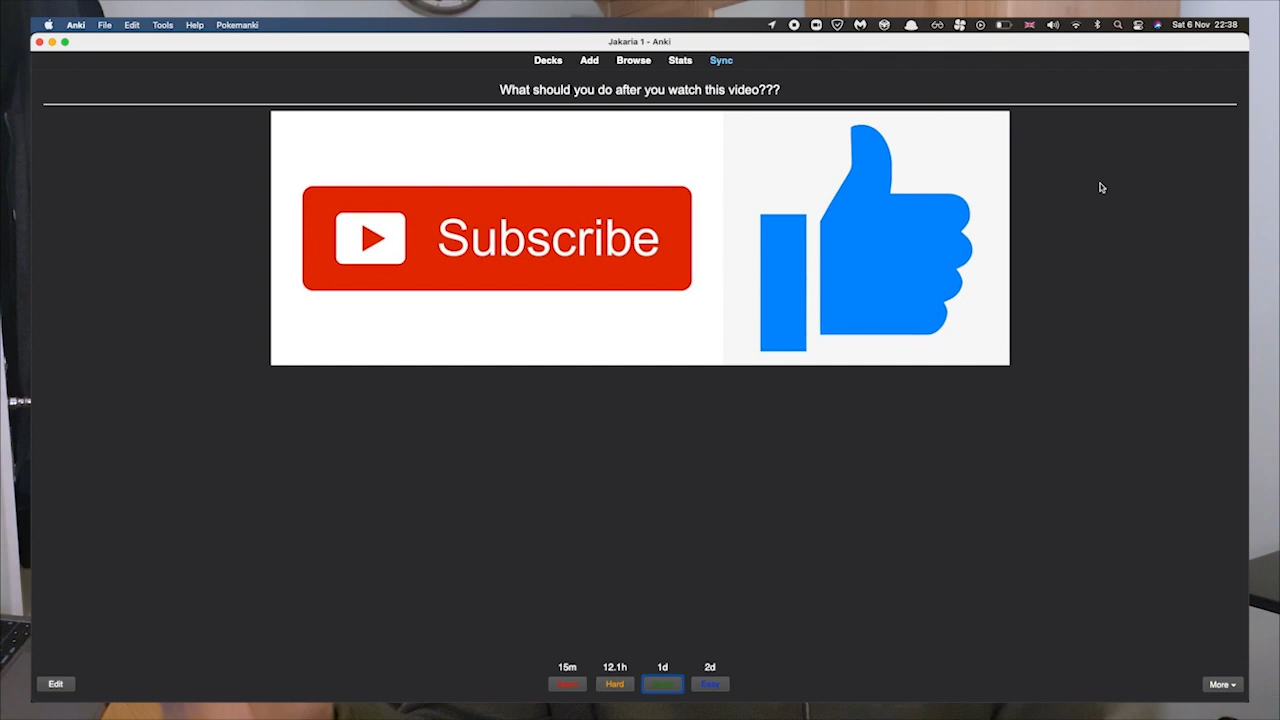 Anki File Edit Tools Help Pokemanki Sat 6 Nov 22:38
Jakaria 1 - Anki
Decks Add Browse Stats Sync
What should you do after you watch this video???
Subscribe
15m 12.1h 1d 2d
Edit Hard Easy More